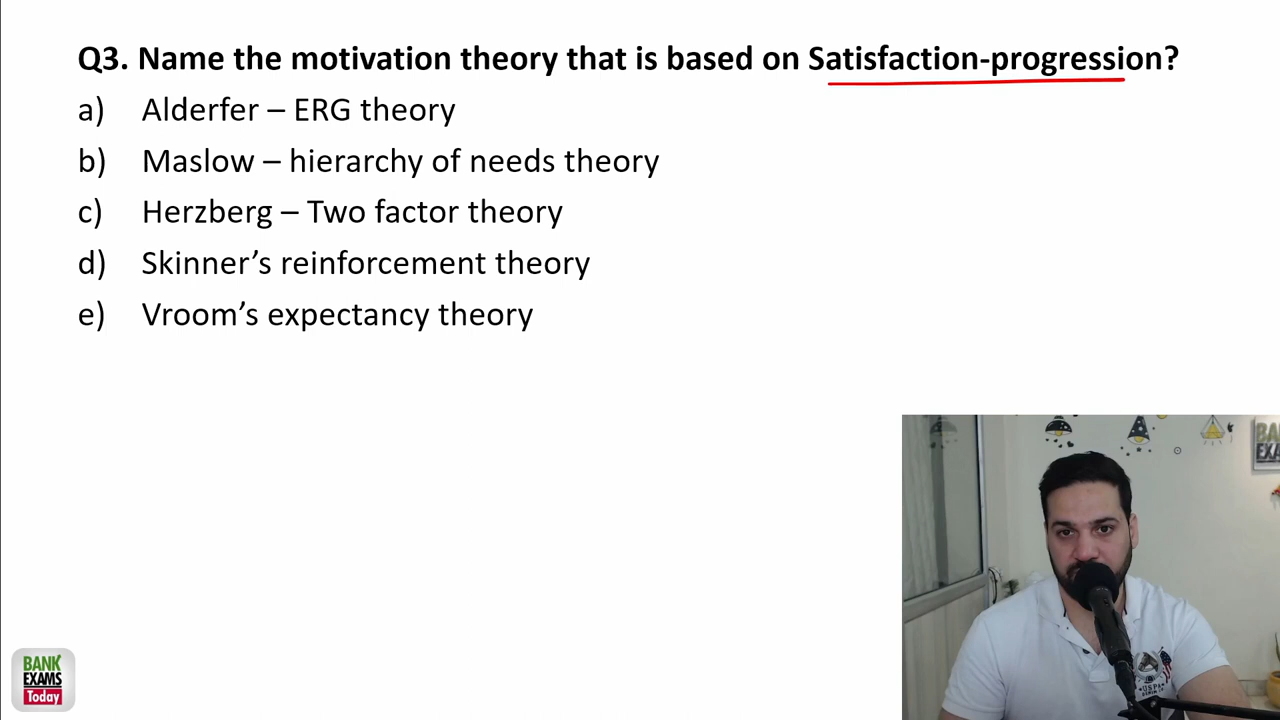 Q3. Name the motivation theory that is based on Satisfaction-progression?
a) Alderfer – ERG theory
b) Maslow – hierarchy of needs theory
c) Herzberg – Two factor theory
d) Skinner’s reinforcement theory
e) Vroom’s expectancy theory
BANK
EXAMS
Today